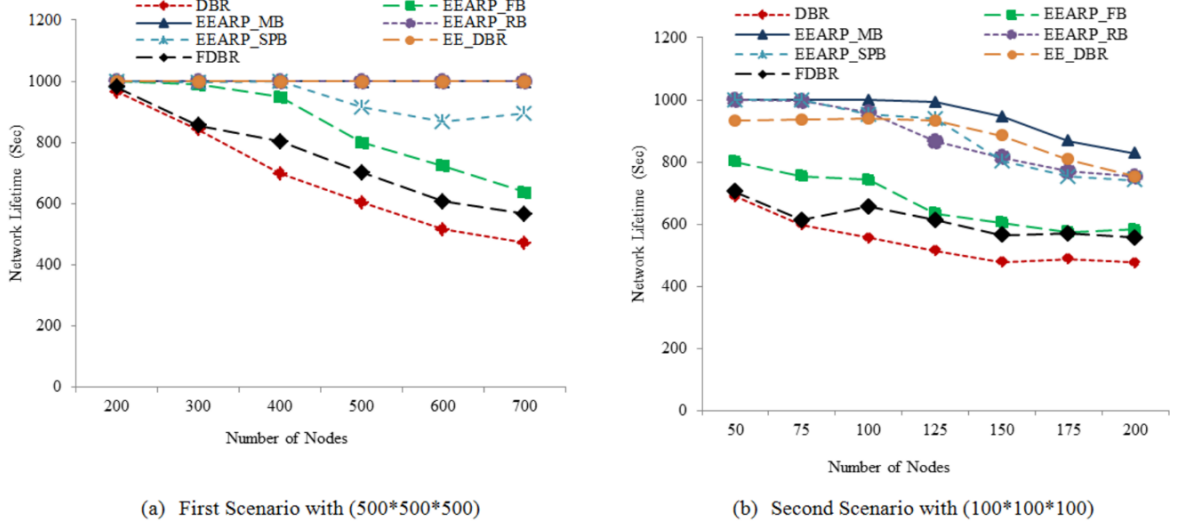 DBR
EEARP_FB
EEARP_MB
EEARP_RB
EEARP_SPB
EE_DBR
FDBR
1200
1000
800
600
400
200
0
Network Lifetime (Sec)
200 300 400 500 600 700
Number of Nodes
(a) First Scenario with (500*500*500)
DBR
EEARP_FB
EEARP_MB
EEARP_RB
EEARP_SPB
EE_DBR
FDBR
1200
1000
800
600
400
200
0
Network Lifetime (Sec)
50 75 100 125 150 175 200
Number of Nodes
(b) Second Scenario with (100*100*100)